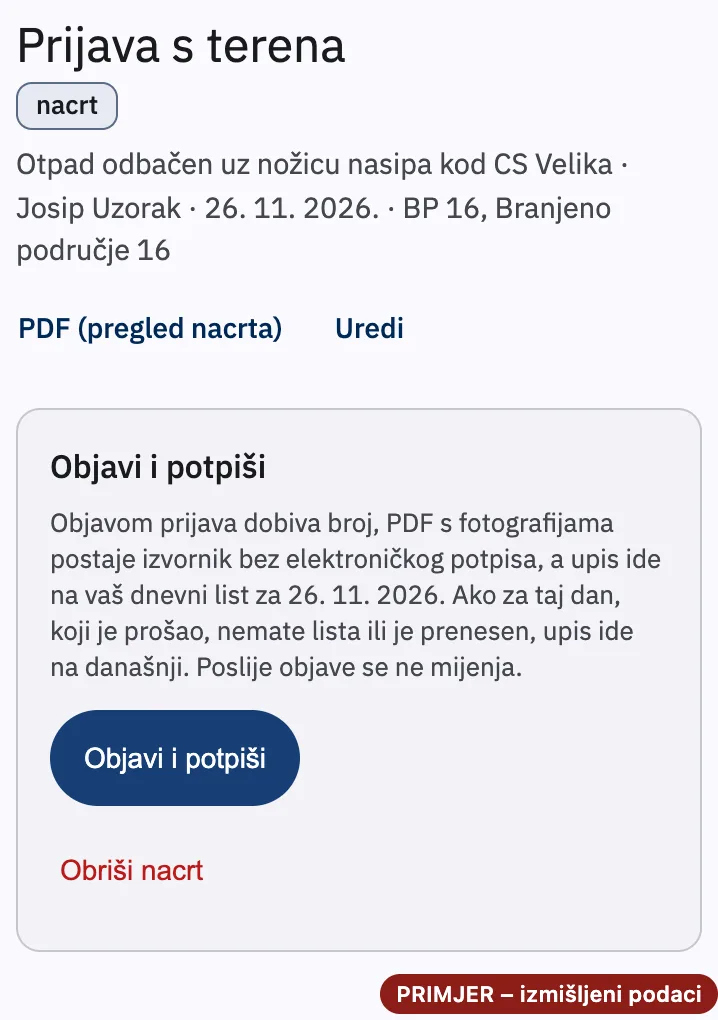 Prijava s terena
nacrt
Otpad odbačen uz nožicu nasipa kod CS Velika ·
Josip Uzorak · 26. 11. 2026. · BP 16, Branjeno
područje 16
PDF (pregled nacrta) Uredi
Objavi i potpiši
Objavom prijava dobiva broj, PDF s fotografijama
postaje izvornik bez elektroničkog potpisa, a upis ide
na vaš dnevni list za 26. 11. 2026. Ako za taj dan,
koji je prošao, nemate lista ili je prenesen, upis ide
na današnji. Poslije objave se ne mijenja.
Objavi i potpiši
Obriši nacrt
PRIMJER – izmišljeni podaci